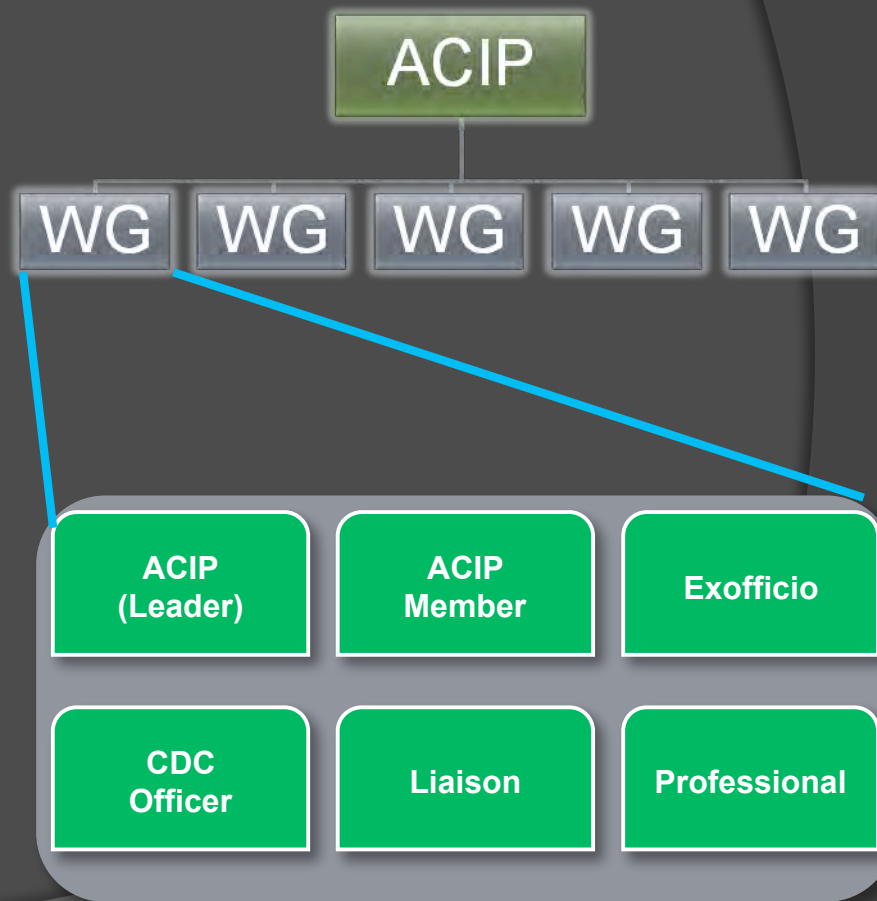 ACIP
WG WG WG WG WG
ACIP
(Leader)
ACIP
Member
Exofficio
CDC
Officer
Liaison
Professional